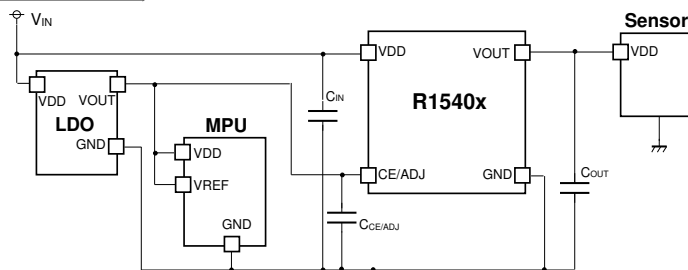 VIN
Sensor
VDD
VOUT
VDD
R1540x
CIN
VDD
VOUT
LDO
GND
MPU
VDD
VREF
GND
CE/ADJ
GND
CCE/ADJ
COUT